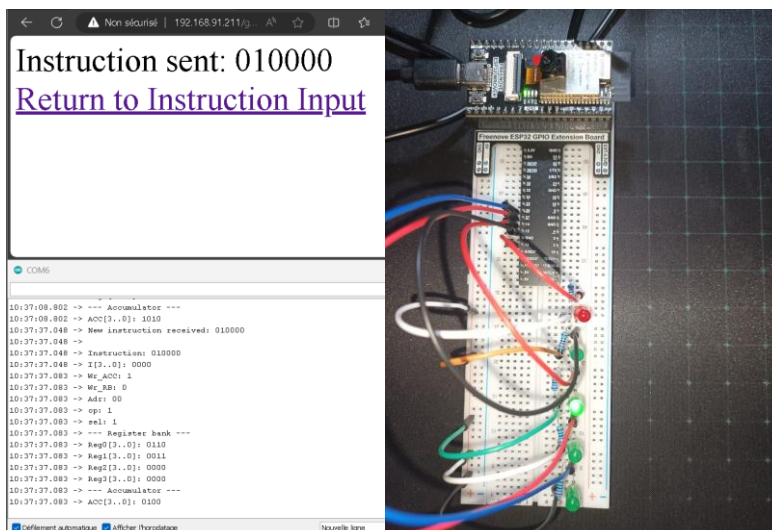 Non sécurisé | 192.168.91.211/g...
Instruction sent: 010000
Return to Instruction Input
COM6
10:37:08.802 -> --- Accumulator ---
10:37:08.802 -> ACC[3..0]: 1010
10:37:37.048 -> New instruction received: 010000
10:37:37.048 ->
10:37:37.048 -> Instruction: 010000
10:37:37.048 -> I[3..0]: 0000
10:37:37.083 -> Wr_ACC: 1
10:37:37.083 -> Wr_RB: 0
10:37:37.083 -> Adr: 00
10:37:37.083 -> op: 1
10:37:37.083 -> sel: 1
10:37:37.083 -> --- Register bank ---
10:37:37.083 -> Reg0[3..0]: 0110
10:37:37.083 -> Reg1[3..0]: 0011
10:37:37.083 -> Reg2[3..0]: 0000
10:37:37.083 -> Reg3[3..0]: 0000
10:37:37.083 -> --- Accumulator ---
10:37:37.083 -> ACC[3..0]: 0100
Défilement automatique Afficher l'horodatage Nouvelle ligne
Freenove ESP32 GPIO Extension Board